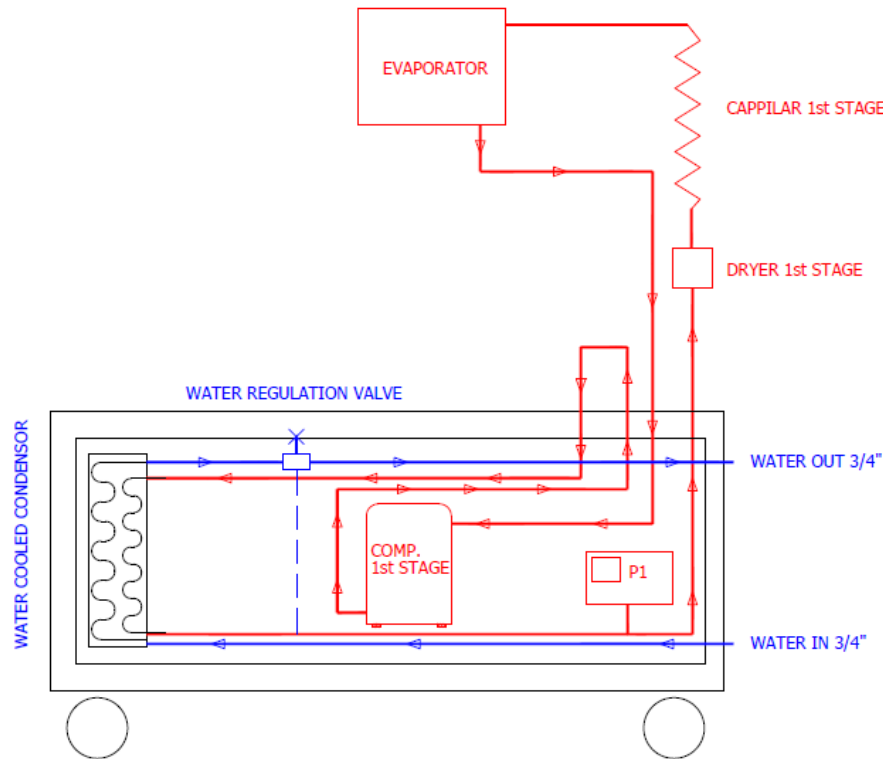 EVAPORATOR
CAPPILAR 1st STAGE
DRYER 1st STAGE
WATER REGULATION VALVE
WATER COOLED CONDENSOR
WATER OUT 3/4"
COMP.
1st STAGE
P1
WATER IN 3/4"